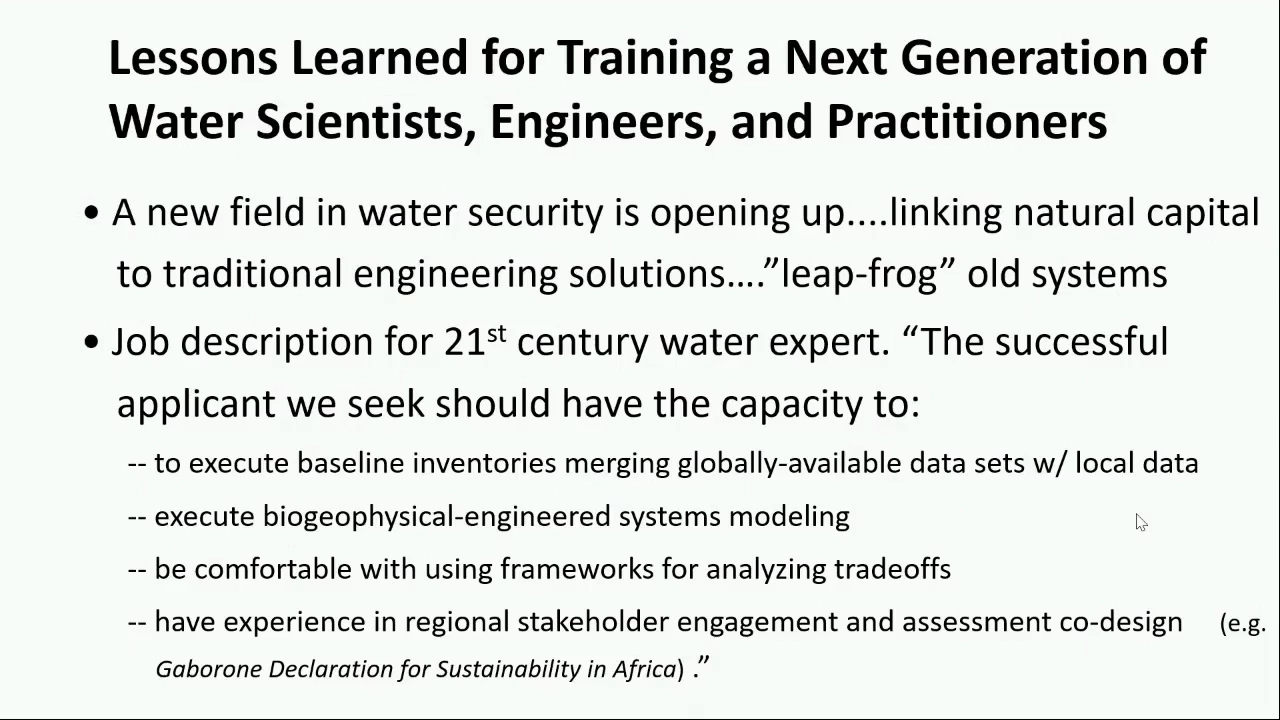 Lessons Learned for Training a Next Generation of
Water Scientists, Engineers, and Practitioners
• A new field in water security is opening up....linking natural capital
to traditional engineering solutions....”leap-frog” old systems
• Job description for 21st century water expert. “The successful
applicant we seek should have the capacity to:
-- to execute baseline inventories merging globally-available data sets w/ local data
-- execute biogeophysical-engineered systems modeling
-- be comfortable with using frameworks for analyzing tradeoffs
-- have experience in regional stakeholder engagement and assessment co-design (e.g.
Gaborone Declaration for Sustainability in Africa) .”